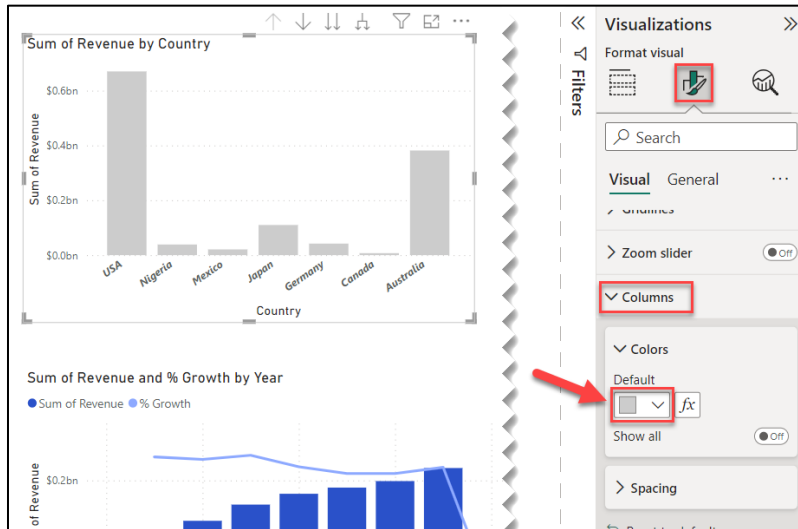 Sum of Revenue by Country
$0.6bn
$0.4bn
$0.2bn
$0.0bn
Sum of Revenue
USA
Nigeria
Mexico
Japan
Germany
Canada
Australia
Country
Sum of Revenue and % Growth by Year
Sum of Revenue
% Growth
$0.2bn
of Revenue
Filters
Visualizations
Format visual
Search
Visual General
Gridlines
Zoom slider Off
Columns
Colors
Default
fx
Show all Off
Spacing